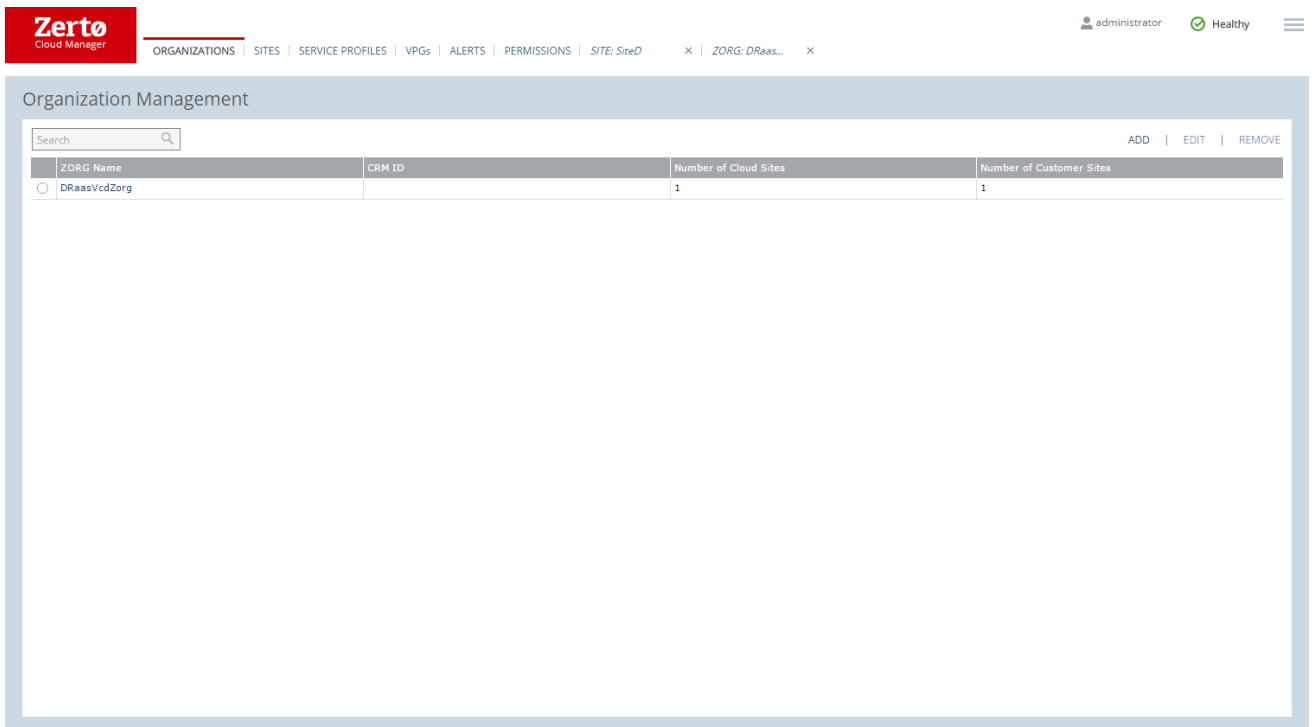 Zertø
Cloud Manager
administrator
Healthy
ORGANIZATIONS | SITES | SERVICE PROFILES | VPGs | ALERTS | PERMISSIONS | SITE: SiteD × | ZORG: DRaas... ×
Organization Management
Search
ADD | EDIT | REMOVE
ZORG Name CRM ID Number of Cloud Sites Number of Customer Sites
DRaasVcdZorg 1 1